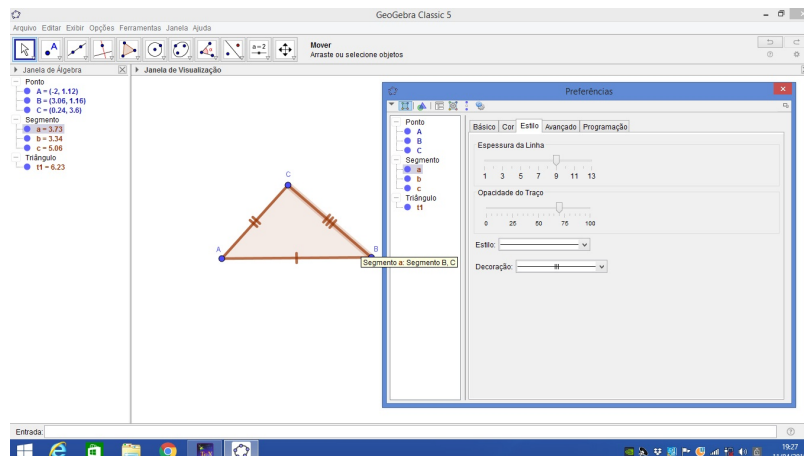 GeoGebra Classic 5
Arquivo Editar Exibir Opções Ferramentas Janela Ajuda
A
a=2
Mover
Arraste ou selecione objetos
Janela de Álgebra
Janela de Visualização
Ponto
A = (-2, 1.12)
B = (3.06, 1.16)
C = (0.24, 3.6)
Segmento
a = 3.73
b = 3.34
c = 5.06
Triângulo
t1 = 6.23
C
A
B
Segmento a: Segmento B, C
Preferências
Ponto
A
B
C
Segmento
a
b
c
Triângulo
t1
Básico Cor Estilo Avançado Programação
Espessura da Linha
1 3 5 7 9 11 13
Opacidade do Traço
0 25 50 75 100
Estilo:
Decoração:
Entrada:
19:27